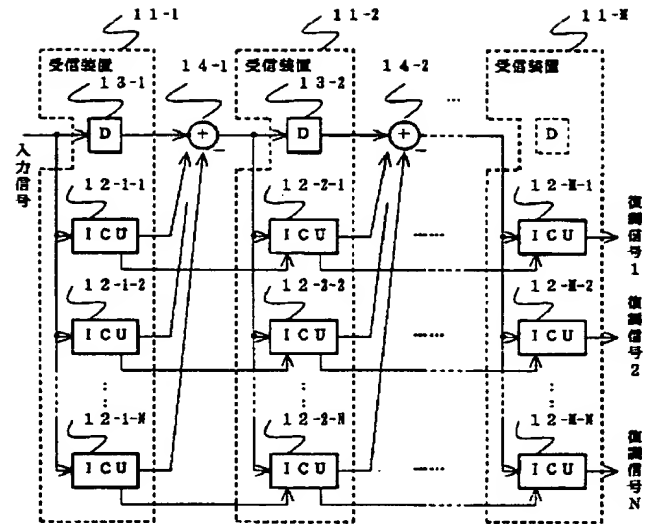 11-1
11-2
11-M
受信装置
14-1
受信装置
14-2
受信装置
13-1
13-2
...
D
+
-
D
+
-
D
入力信号
12-1-1
12-2-1
12-M-1
ICU
ICU
......
ICU
復調信号1
12-1-2
12-2-2
12-M-2
ICU
ICU
......
ICU
復調信号2
12-1-N
12-2-N
12-M-N
ICU
ICU
......
ICU
復調信号N